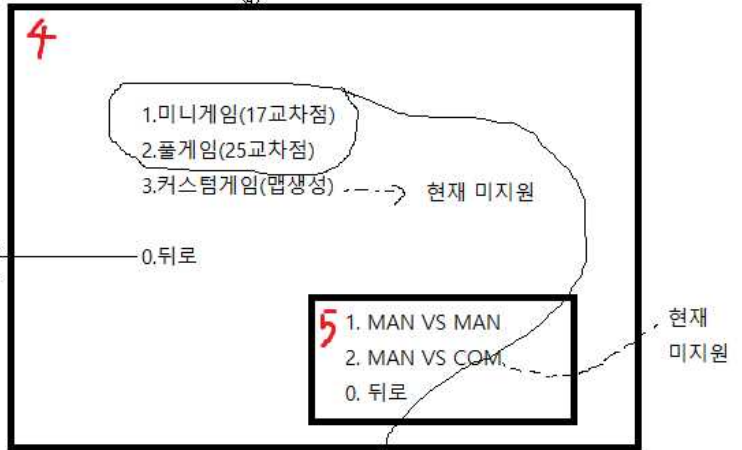 4
1.미니게임(17교차점)
2.풀게임(25교차점)
3.커스텀게임(맵생성)
현재 미지원
0.뒤로
5
1. MAN VS MAN
2. MAN VS COM
0. 뒤로
현재
미지원